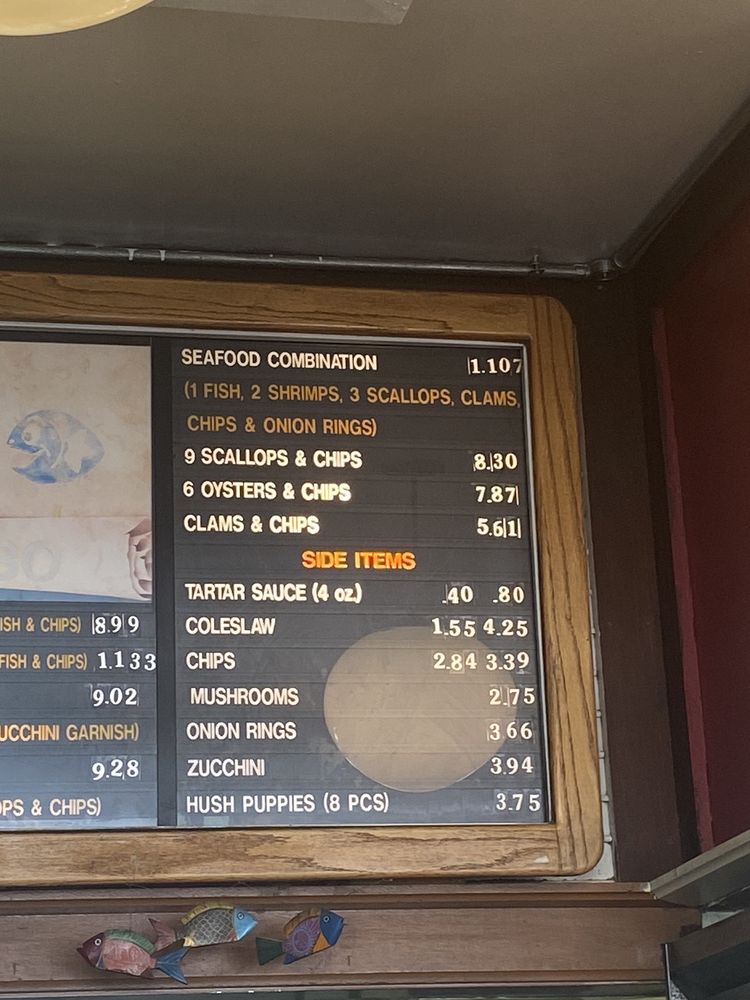 SEAFOOD COMBINATION 1.107
(1 FISH, 2 SHRIMPS, 3 SCALLOPS, CLAMS,
CHIPS & ONION RINGS)
9 SCALLOPS & CHIPS 8.30
6 OYSTERS & CHIPS 7.87
CLAMS & CHIPS 5.61
SIDE ITEMS
TARTAR SAUCE (4 oz.) .40 .80
COLESLAW 1.55 4.25
CHIPS 2.84 3.39
MUSHROOMS 2.75
ONION RINGS 3.66
ZUCCHINI 3.94
HUSH PUPPIES (8 PCS) 3.75
ISH & CHIPS) 8.99
FISH & CHIPS) 1.133
9.02
UCCHINI GARNISH)
9.28
OPS & CHIPS)